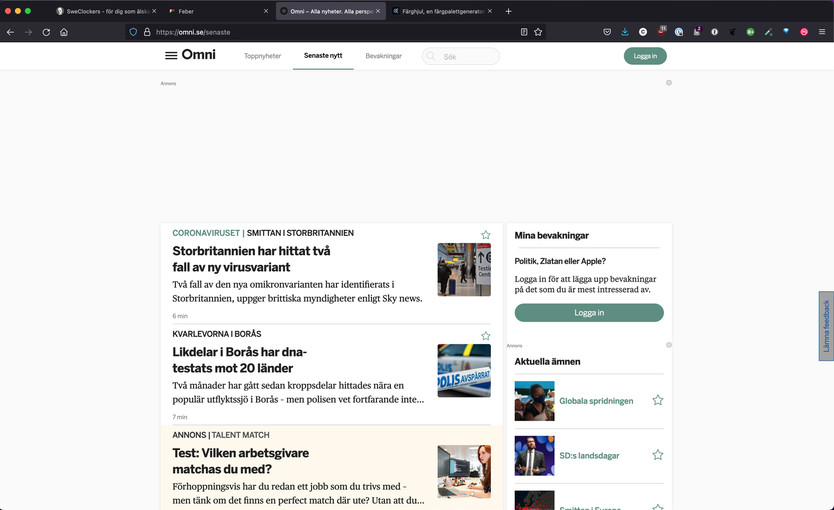 SweClockers - för dig som älska
Feber
Omni – Alla nyheter. Alla perspe
Färghjul, en färgpalettgenerator
https://omni.se/senaste
Omni
Toppnyheter
Senaste nytt
Bevakningar
Sök
Logga in
Annons
CORONAVIRUSET | SMITTAN I STORBRITANNIEN
Storbritannien har hittat två
fall av ny virusvariant
Två fall av den nya omikronvarianten har identifierats i
Storbritannien, uppger brittiska myndigheter enligt Sky news.
6 min
KVARLEVORNA I BORÅS
Likdelar i Borås har dna-
testats mot 20 länder
Två månader har gått sedan kroppsdelar hittades nära en
populär utflyktssjö i Borås – men polisen vet fortfarande inte…
POLIS AVSPÄRRAT
7 min
ANNONS | TALENT MATCH
Test: Vilken arbetsgivare
matchas du med?
Förhoppningsvis har du redan ett jobb som du trivs med –
men tänk om det finns en perfect match där ute? Utan att du…
Mina bevakningar
Politik, Zlatan eller Apple?
Logga in för att lägga upp bevakningar
på det som du är mest intresserad av.
Logga in
Annons
Aktuella ämnen
Globala spridningen
SD:s landsdagar
Smittan i Europa
Lämna feedback